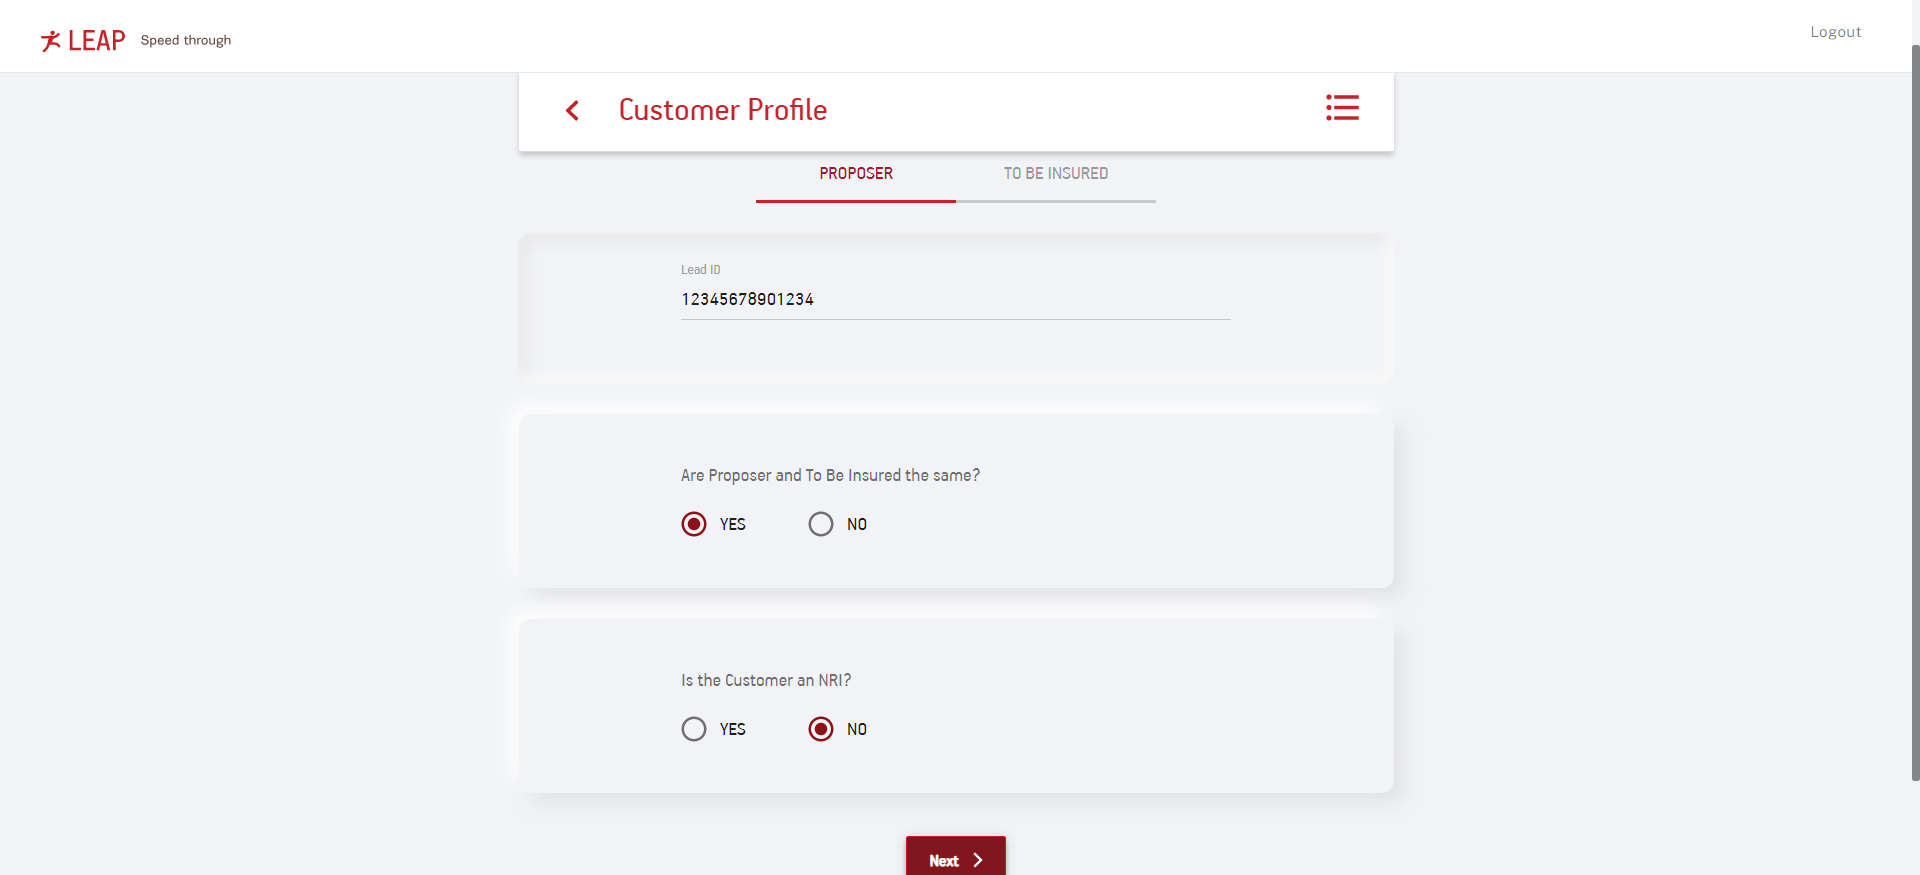 LEAP Speed through
Logout
Customer Profile
PROPOSER TO BE INSURED
Lead ID
12345678901234
Are Proposer and To Be Insured the same?
YES NO
Is the Customer an NRI?
YES NO
Next